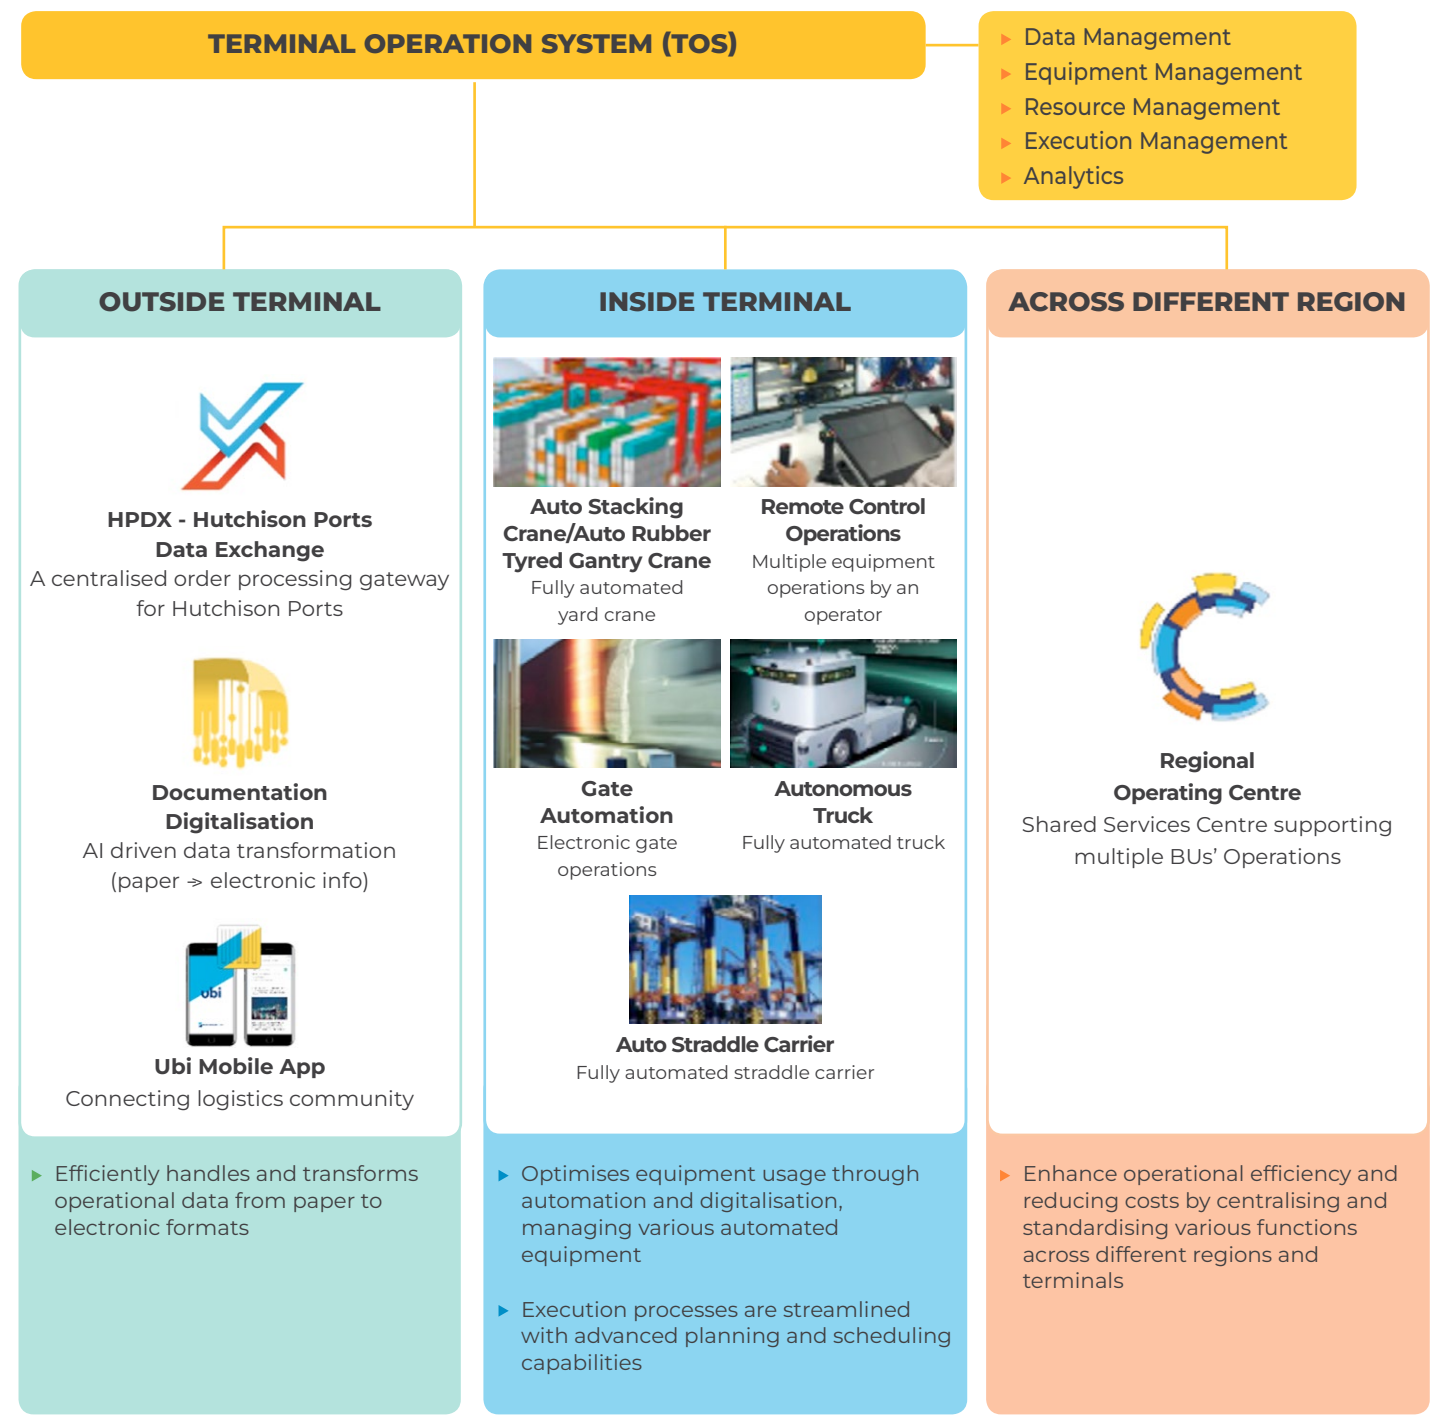 TERMINAL OPERATION SYSTEM (TOS)
Data Management
Equipment Management
Resource Management
Execution Management
Analytics
OUTSIDE TERMINAL
HPDX - Hutchison Ports
Data Exchange
A centralised order processing gateway
for Hutchison Ports
Documentation
Digitalisation
AI driven data transformation
(paper -> electronic info)
ubi
Ubi Mobile App
Connecting logistics community
Efficiently handles and transforms
operational data from paper to
electronic formats
INSIDE TERMINAL
Auto Stacking
Crane/Auto Rubber
Tyred Gantry Crane
Fully automated
yard crane
Remote Control
Operations
Multiple equipment
operations by an
operator
Gate
Automation
Electronic gate
operations
Autonomous
Truck
Fully automated truck
Auto Straddle Carrier
Fully automated straddle carrier
Optimises equipment usage through
automation and digitalisation,
managing various automated
equipment
Execution processes are streamlined
with advanced planning and scheduling
capabilities
ACROSS DIFFERENT REGION
Regional
Operating Centre
Shared Services Centre supporting
multiple BUs’ Operations
Enhance operational efficiency and
reducing costs by centralising and
standardising various functions
across different regions and
terminals